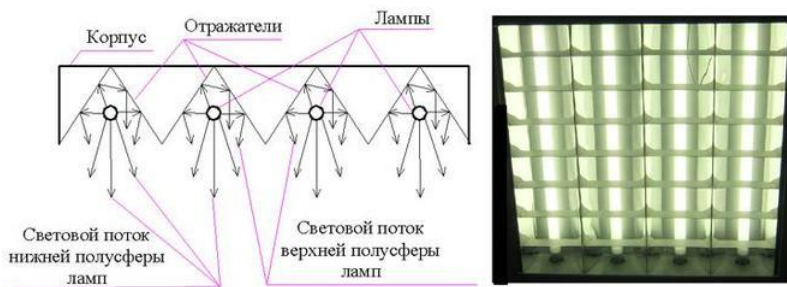 Корпус
Отражатели
Лампы
Световой поток
нижней полусферы
ламп
Световой поток
верхней полусферы
ламп